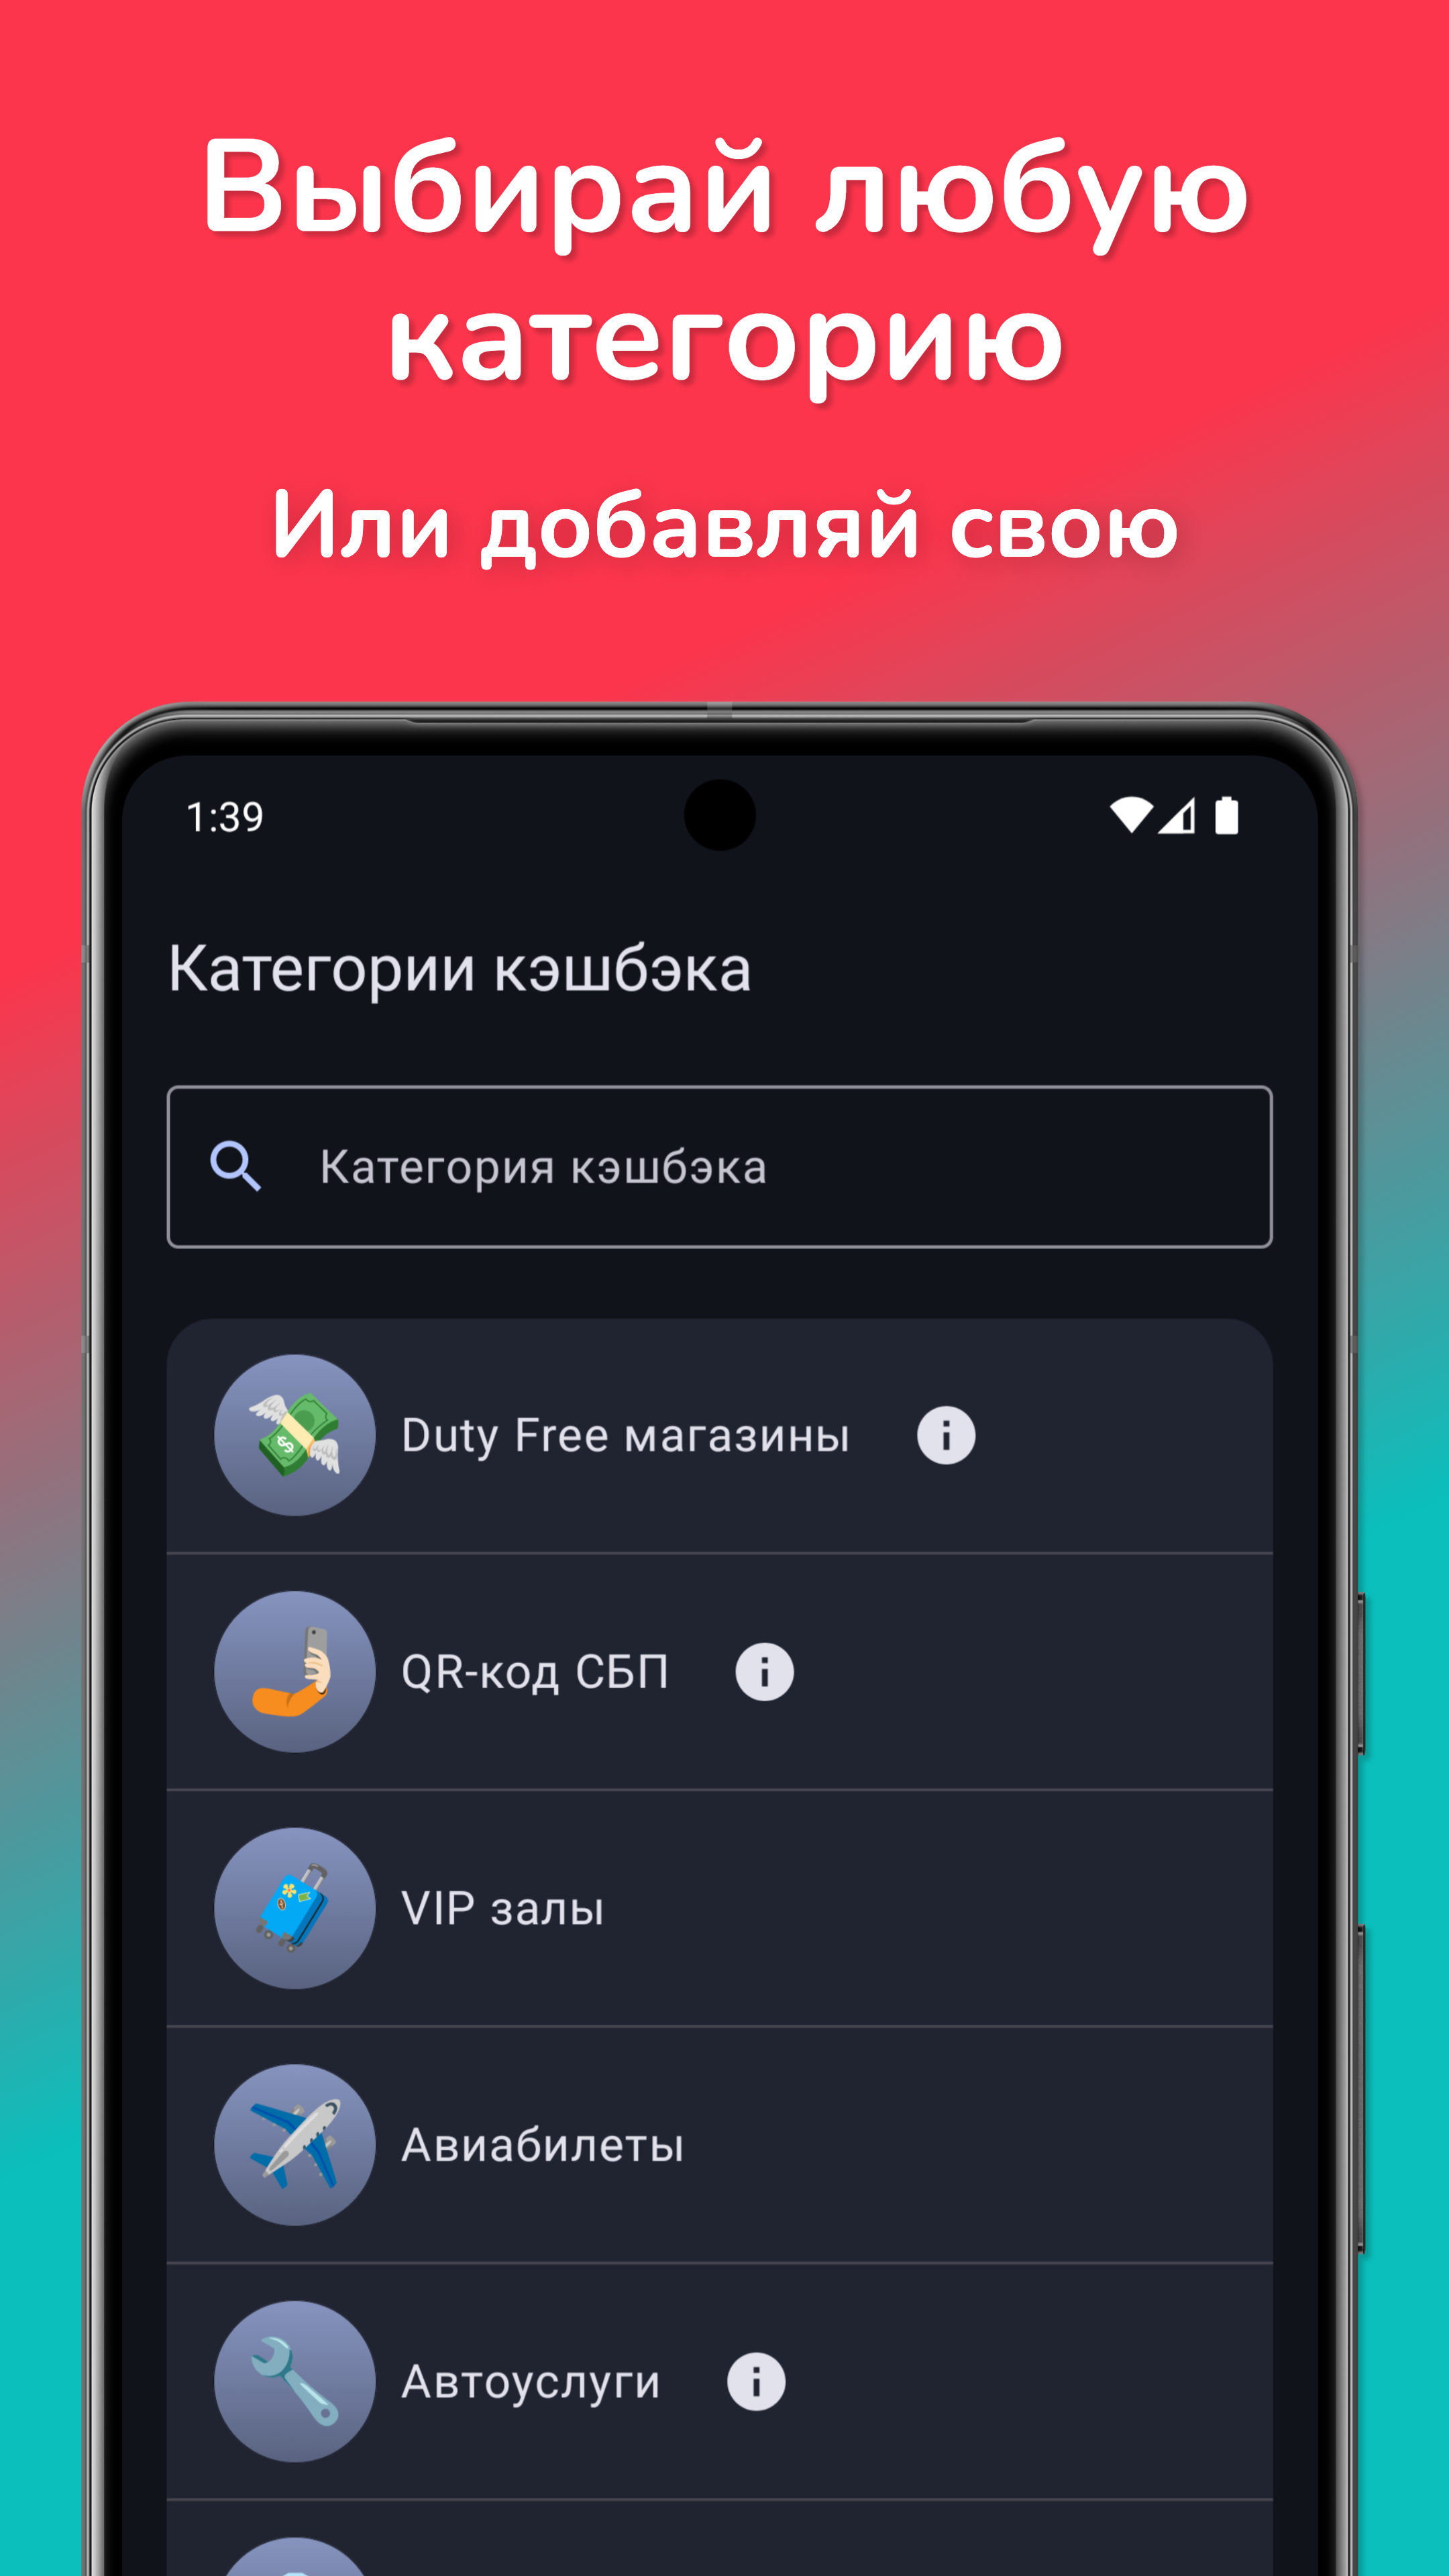 Выбирай любую
категорию
Или добавляй свою
1:39
Категории кэшбэка
Категория кэшбэка
Duty Free магазины
QR-код СБП
VIP залы
Авиабилеты
Автоуслуги